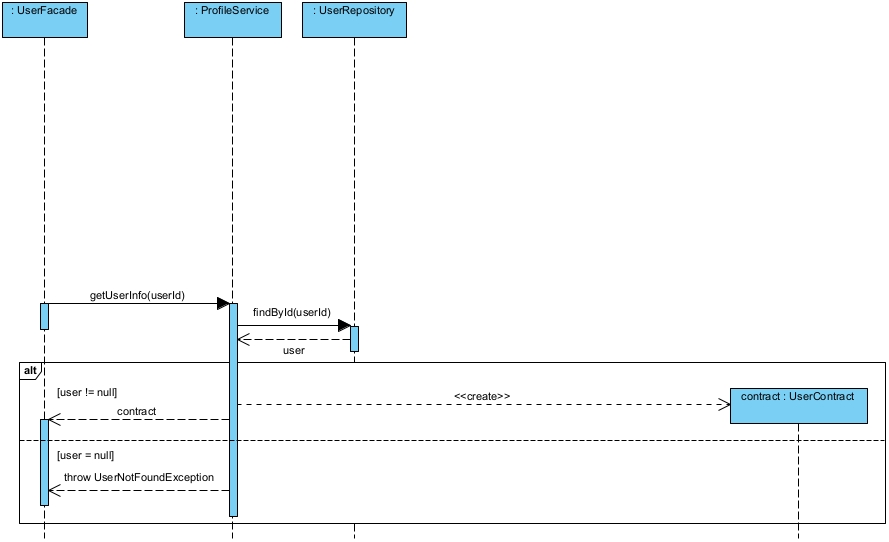 : UserFacade
: ProfileService
: UserRepository
getUserInfo(userId)
findById(userId)
user
alt
[user != null]
<<create>>
contract : UserContract
contract
[user = null]
throw UserNotFoundException